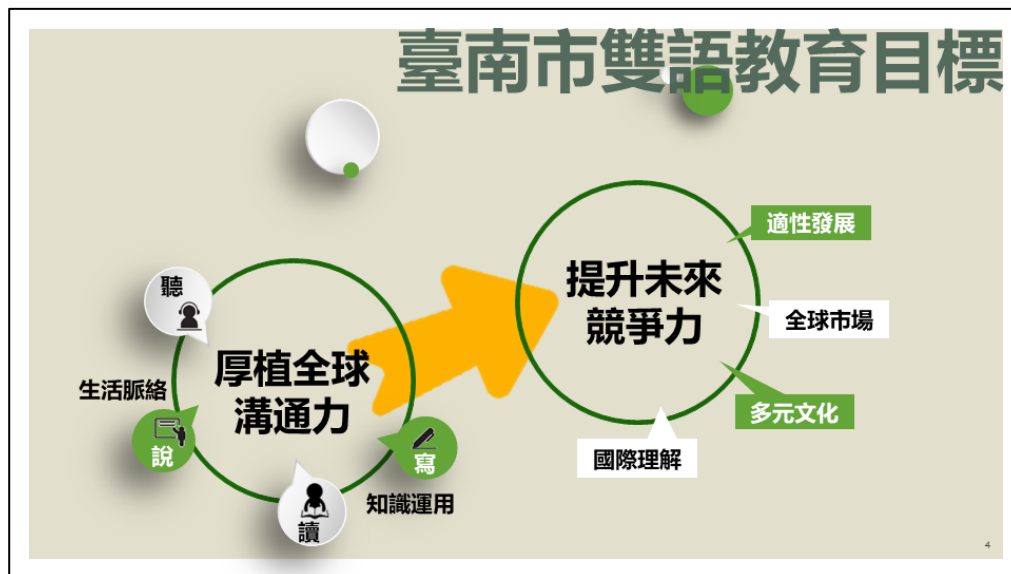 臺南市雙語教育目標
聽
生活脈絡
說
厚植全球
溝通力
讀
寫
知識運用
提升未來
競爭力
適性發展
全球市場
多元文化
國際理解
4